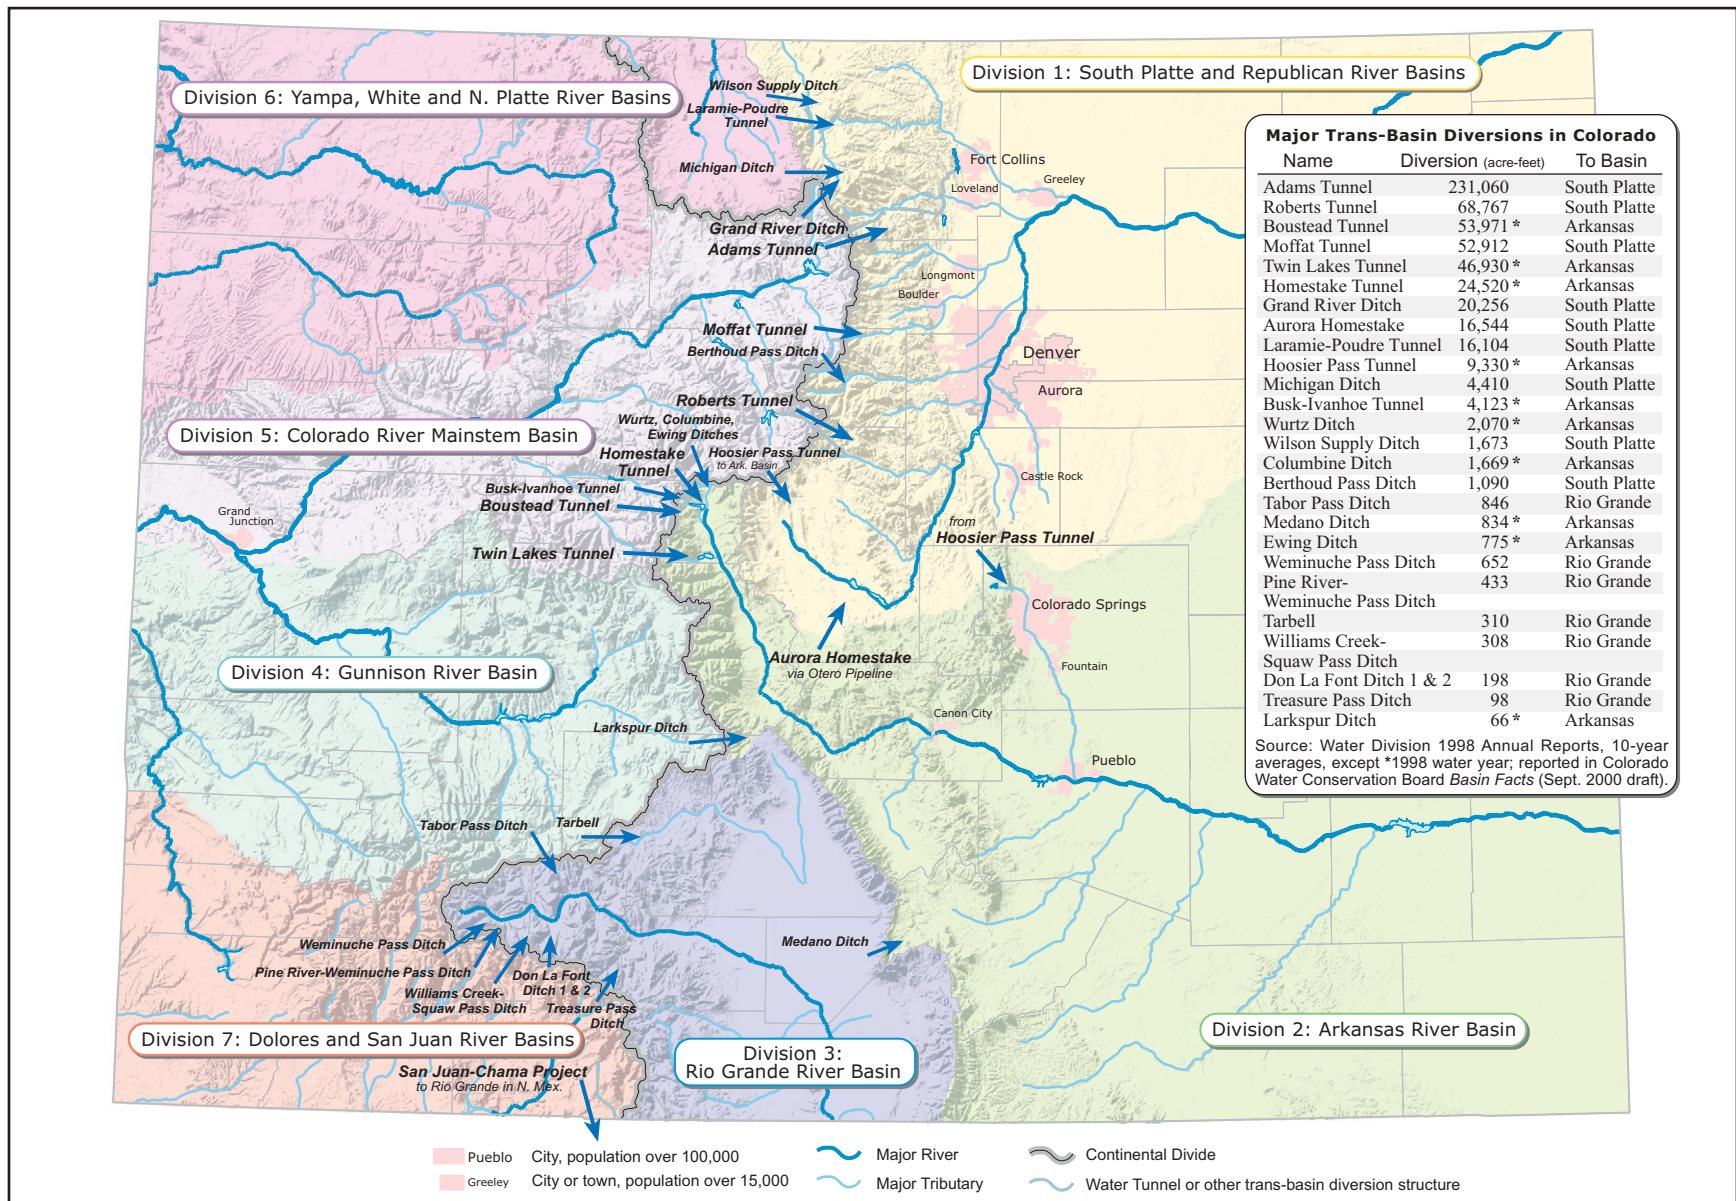 Division 6: Yampa, White and N. Platte River Basins
Division 1: South Platte and Republican River Basins
Wilson Supply Ditch
Laramie-Poudre
Tunnel
Michigan Ditch
Grand River Ditch
Adams Tunnel
Fort Collins
Loveland
Greeley
Longmont
Boulder
Moffat Tunnel
Berthoud Pass Ditch
Denver
Aurora
Roberts Tunnel
Division 5: Colorado River Mainstem Basin
Wurtz, Columbine,
Ewing Ditches
Homestake
Tunnel
Hoosier Pass Tunnel
to Ark. Basin
Busk-Ivanhoe Tunnel
Boustead Tunnel
Castle Rock
Grand
Junction
Twin Lakes Tunnel
from
Hoosier Pass Tunnel
Colorado Springs
Aurora Homestake
via Otero Pipeline
Fountain
Division 4: Gunnison River Basin
Larkspur Ditch
Canon City
Pueblo
Tabor Pass Ditch
Tarbell
Medano Ditch
Weminuche Pass Ditch
Pine River-Weminuche Pass Ditch
Williams Creek-
Squaw Pass Ditch
Don La Font
Ditch 1 & 2
Treasure Pass
Ditch
Division 7: Dolores and San Juan River Basins
San Juan-Chama Project
to Rio Grande in N. Mex.
Division 3:
Rio Grande River Basin
Division 2: Arkansas River Basin
Major Trans-Basin Diversions in Colorado
Name Diversion (acre-feet) To Basin
Adams Tunnel 231,060 South Platte
Roberts Tunnel 68,767 South Platte
Boustead Tunnel 53,971 * Arkansas
Moffat Tunnel 52,912 South Platte
Twin Lakes Tunnel 46,930 * Arkansas
Homestake Tunnel 24,520 * Arkansas
Grand River Ditch 20,256 South Platte
Aurora Homestake 16,544 South Platte
Laramie-Poudre Tunnel 16,104 South Platte
Hoosier Pass Tunnel 9,330 * Arkansas
Michigan Ditch 4,410 South Platte
Busk-Ivanhoe Tunnel 4,123 * Arkansas
Wurtz Ditch 2,070 * Arkansas
Wilson Supply Ditch 1,673 South Platte
Columbine Ditch 1,669 * Arkansas
Berthoud Pass Ditch 1,090 South Platte
Tabor Pass Ditch 846 Rio Grande
Medano Ditch 834 * Arkansas
Ewing Ditch 775 * Arkansas
Weminuche Pass Ditch 652 Rio Grande
Pine River- 433 Rio Grande
Weminuche Pass Ditch
Tarbell 310 Rio Grande
Williams Creek- 308 Rio Grande
Squaw Pass Ditch
Don La Font Ditch 1 & 2 198 Rio Grande
Treasure Pass Ditch 98 Rio Grande
Larkspur Ditch 66 * Arkansas
Source: Water Division 1998 Annual Reports, 10-year
averages, except *1998 water year; reported in Colorado
Water Conservation Board Basin Facts (Sept. 2000 draft).
Pueblo City, population over 100,000
Greeley City or town, population over 15,000
Major River
Major Tributary
Continental Divide
Water Tunnel or other trans-basin diversion structure